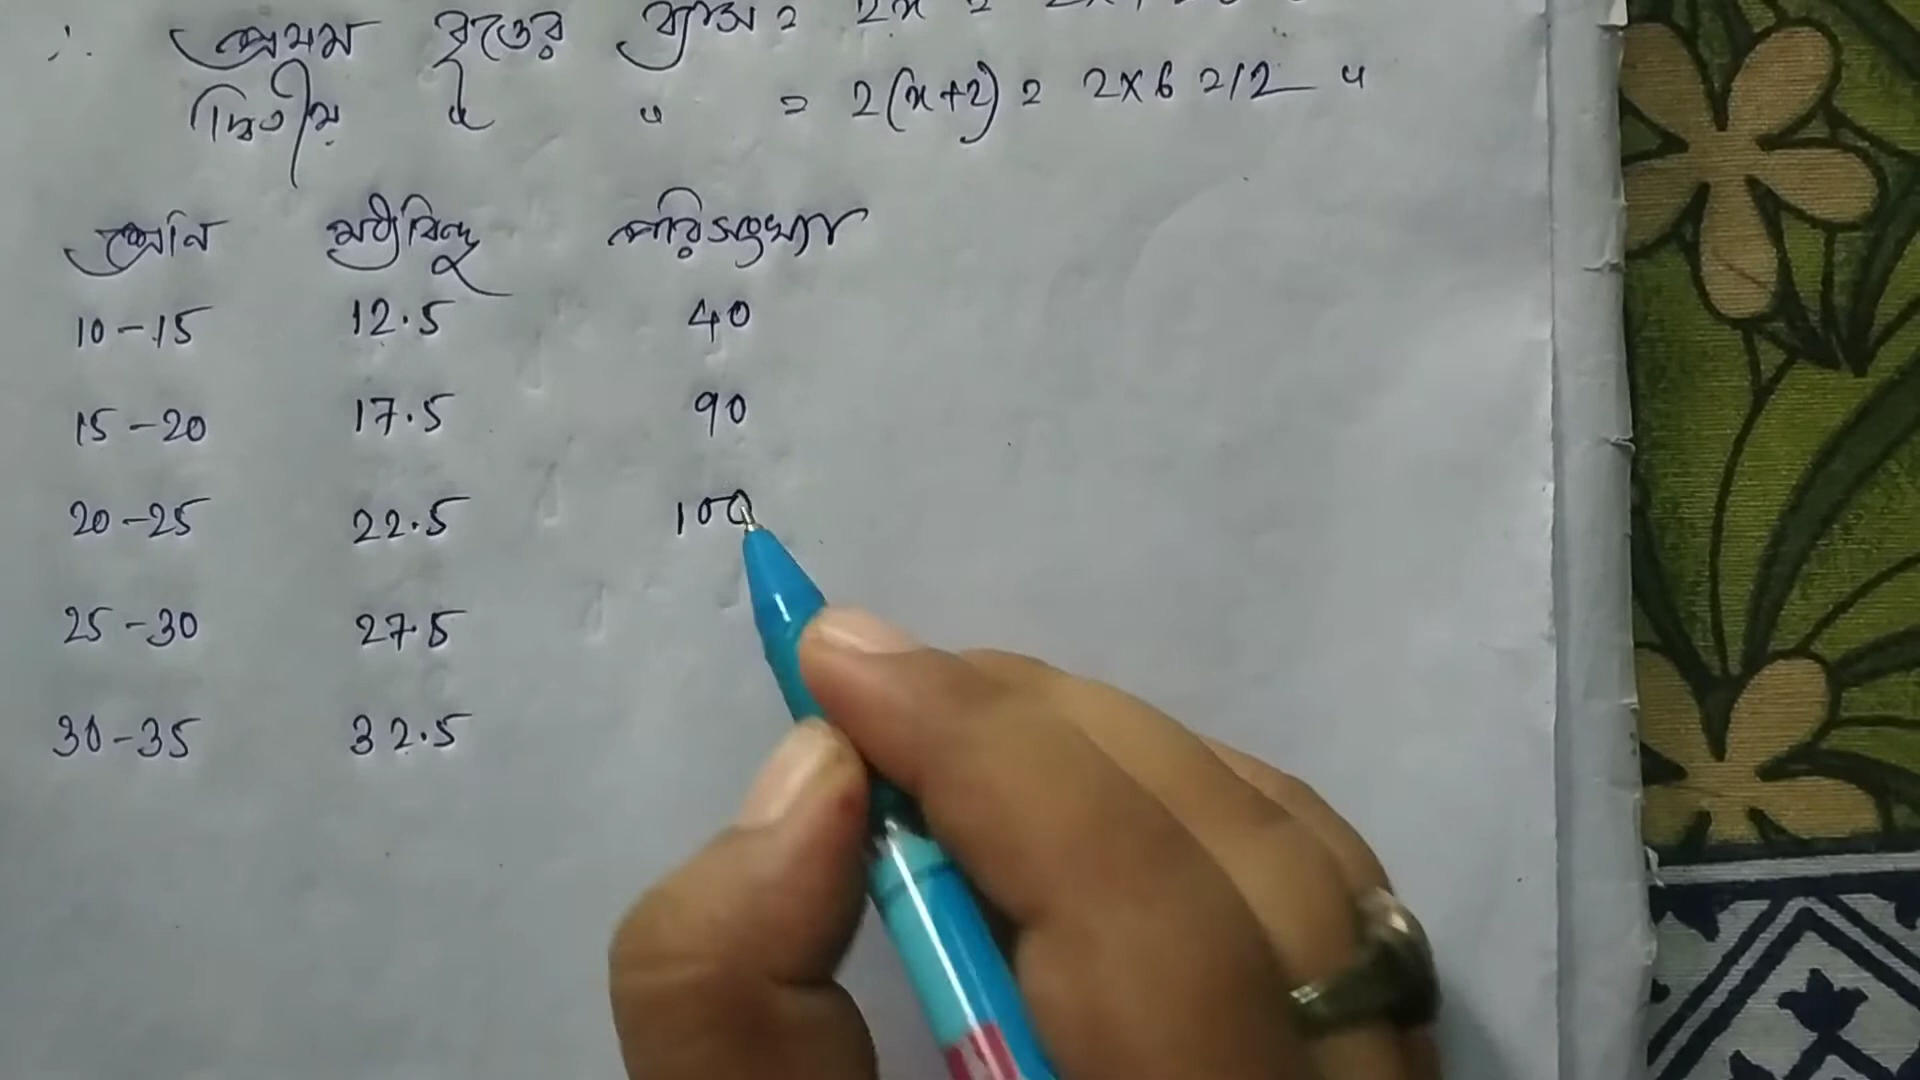 ∴ প্রথম বৃত্তের ব্যাস = 2x =
দ্বিতীয় " " = 2(x+2) = 2×6 = 12 "
শ্রেনি মধ্যবিন্দু পরিসংখ্যা
10-15 12.5 40
15-20 17.5 90
20-25 22.5 100
25-30 27.5
30-35 32.5